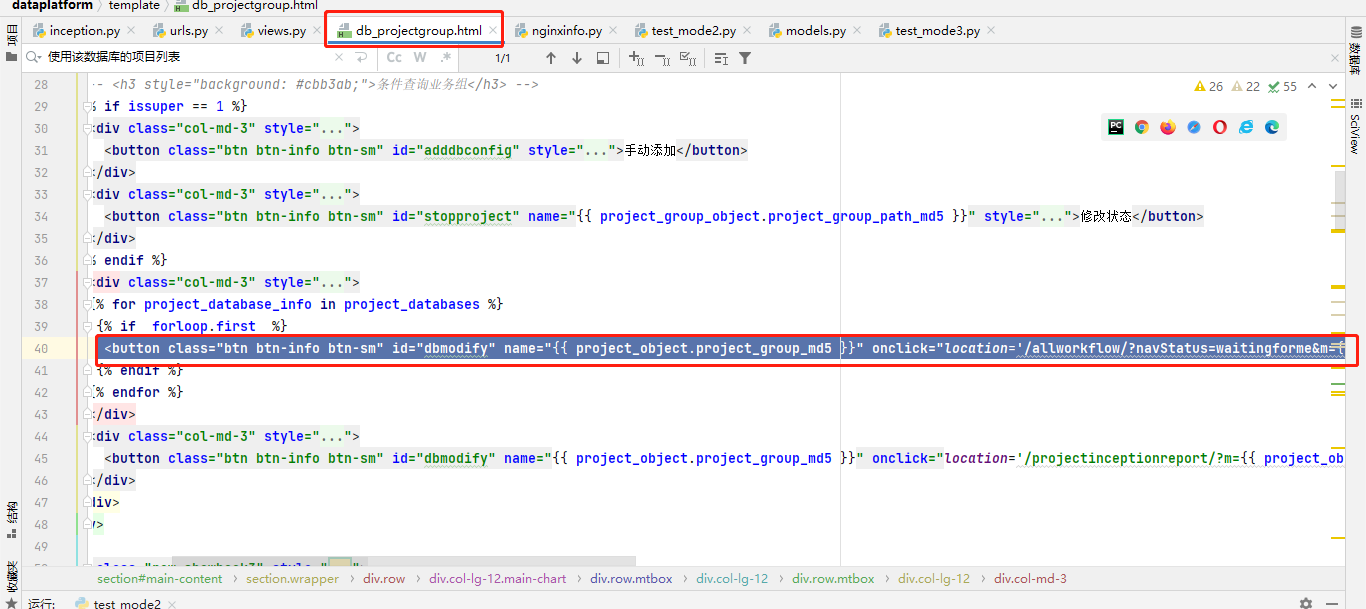 dataplatform › template › db_projectgroup.html
inception.py × urls.py × views.py × db_projectgroup.html × nginxinfo.py × test_mode2.py × models.py × test_mode3.py ×
项目
使用该数据库的项目列表 × Cc W .* 1/1
数据库
SciView
26 22 55
28 -- <h3 style="background: #cbb3ab;">条件查询业务组</h3> -->
29 % if issuper == 1 %}
30 <div class="col-md-3" style="...">
31 <button class="btn btn-info btn-sm" id="adddbconfig" style="...">手动添加</button>
32 </div>
33 <div class="col-md-3" style="...">
34 <button class="btn btn-info btn-sm" id="stopproject" name="{{ project_group_object.project_group_path_md5 }}" style="...">修改状态</button>
35 </div>
36 % endif %}
37 <div class="col-md-3" style="...">
38 {% for project_database_info in project_databases %}
39 {% if  forloop.first  %}
40 <button class="btn btn-info btn-sm" id="dbmodify" name="{{ project_object.project_group_md5 }}" onclick="location='/allworkflow/?navStatus=waitingforme&m={
41 {% endif %}
42 {% endfor %}
43 </div>
44 <div class="col-md-3" style="...">
45 <button class="btn btn-info btn-sm" id="dbmodify" name="{{ project_object.project_group_md5 }}" onclick="location='/projectinceptionreport/?m={{ project_ob
46 </div>
47 div>
48 v>
49
结构
收藏夹
section#main-content › section.wrapper › div.row › div.col-lg-12.main-chart › div.row.mtbox › div.col-lg-12 › div.row.mtbox › div.col-lg-12 › div.col-md-3
运行: test_mode2 ×